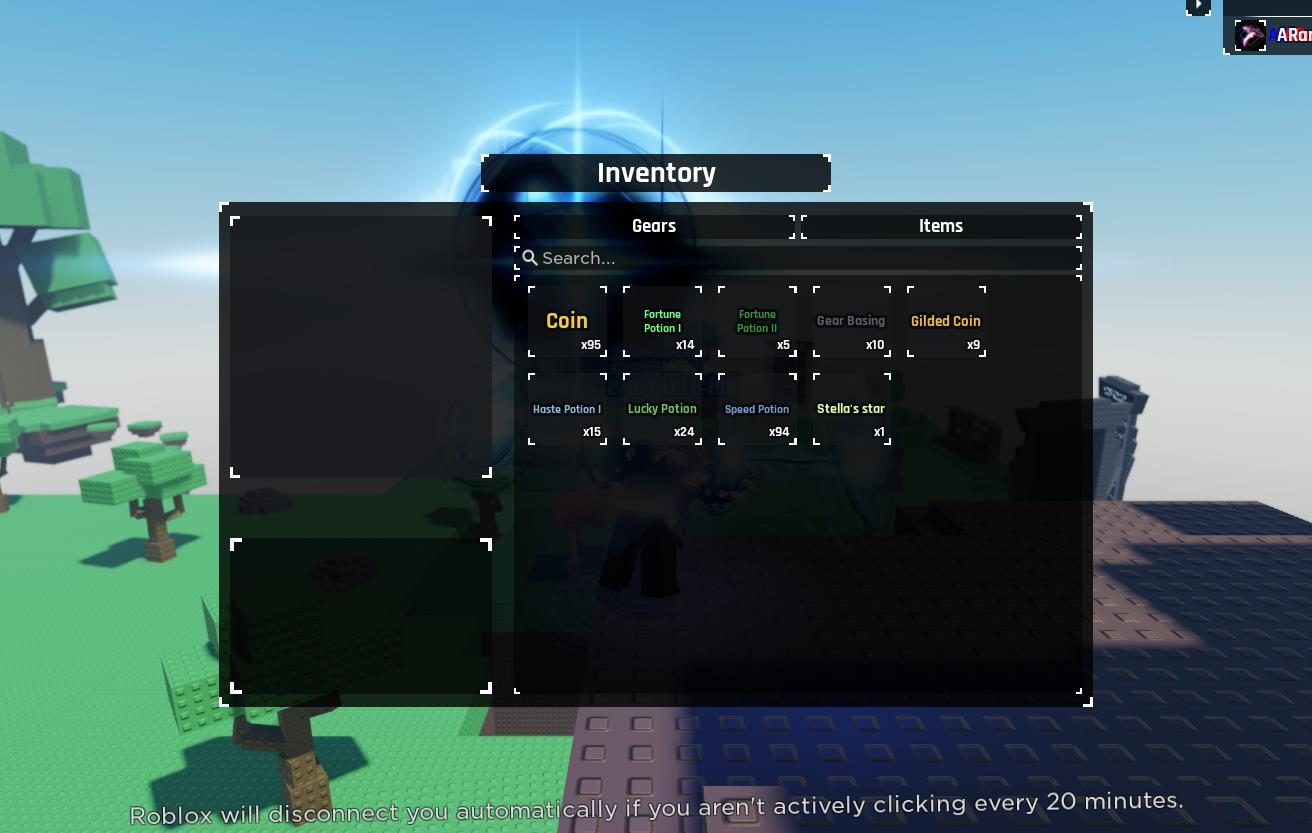 ARor
Inventory
Gears
Items
Search...
Coin
x95
Fortune
Potion I
x14
Fortune
Potion II
x5
Gear Basing
x10
Gilded Coin
x9
Haste Potion I
x15
Lucky Potion
x24
Speed Potion
x94
Stella's star
x1
Roblox will disconnect you automatically if you aren't actively clicking every 20 minutes.